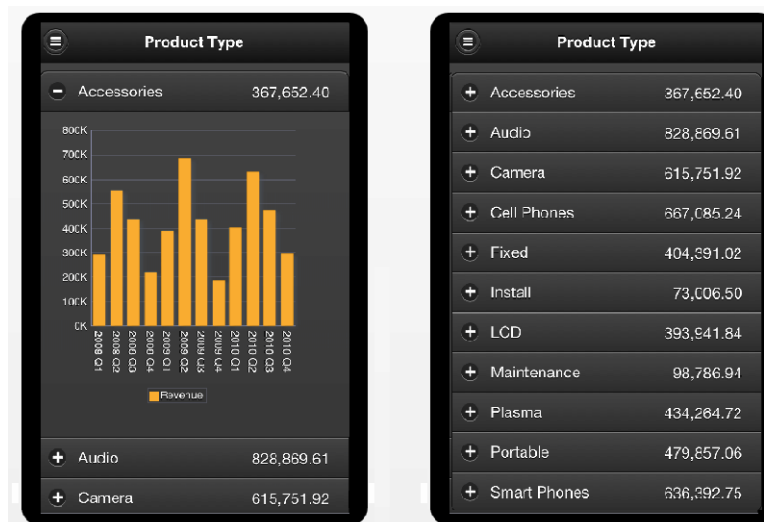 Product Type
Accessories 367,652.40
800K
700K
600K
500K
400K
300K
200K
100K
0K
2008 Q1
2008 Q2
2008 Q3
2008 Q4
2009 Q1
2009 Q2
2009 Q3
2009 Q4
2010 Q1
2010 Q2
2010 Q3
2010 Q4
Revenue
Audio 828,869.61
Camera 615,751.92
Product Type
Accessories 367,652.40
Audio 828,869.61
Camera 615,751.92
Cell Phones 667,085.24
Fixed 404,391.02
Install 73,006.50
LCD 393,941.84
Maintenance 98,786.94
Plasma 434,264.72
Portable 479,857.06
Smart Phones 636,392.75